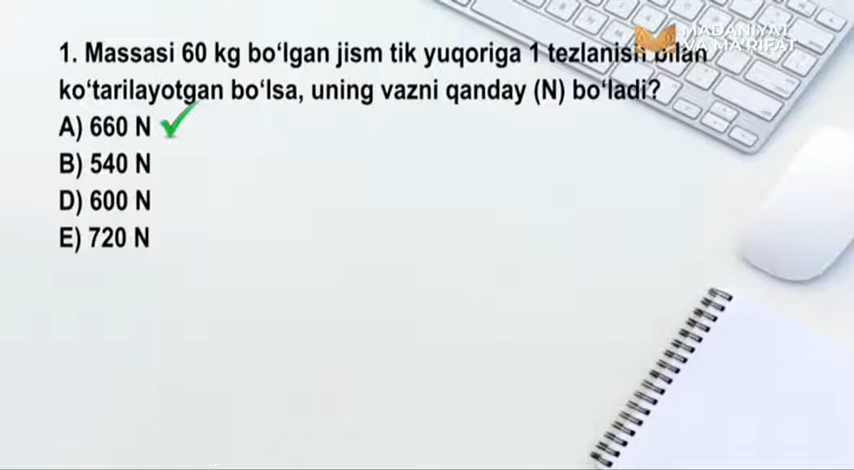 MADANIYAT
VA MA'RIFAT
1. Massasi 60 kg bo‘lgan jism tik yuqoriga 1 tezlanish bilan
ko‘tarilayotgan bo‘lsa, uning vazni qanday (N) bo‘ladi?
A) 660 N
B) 540 N
D) 600 N
E) 720 N